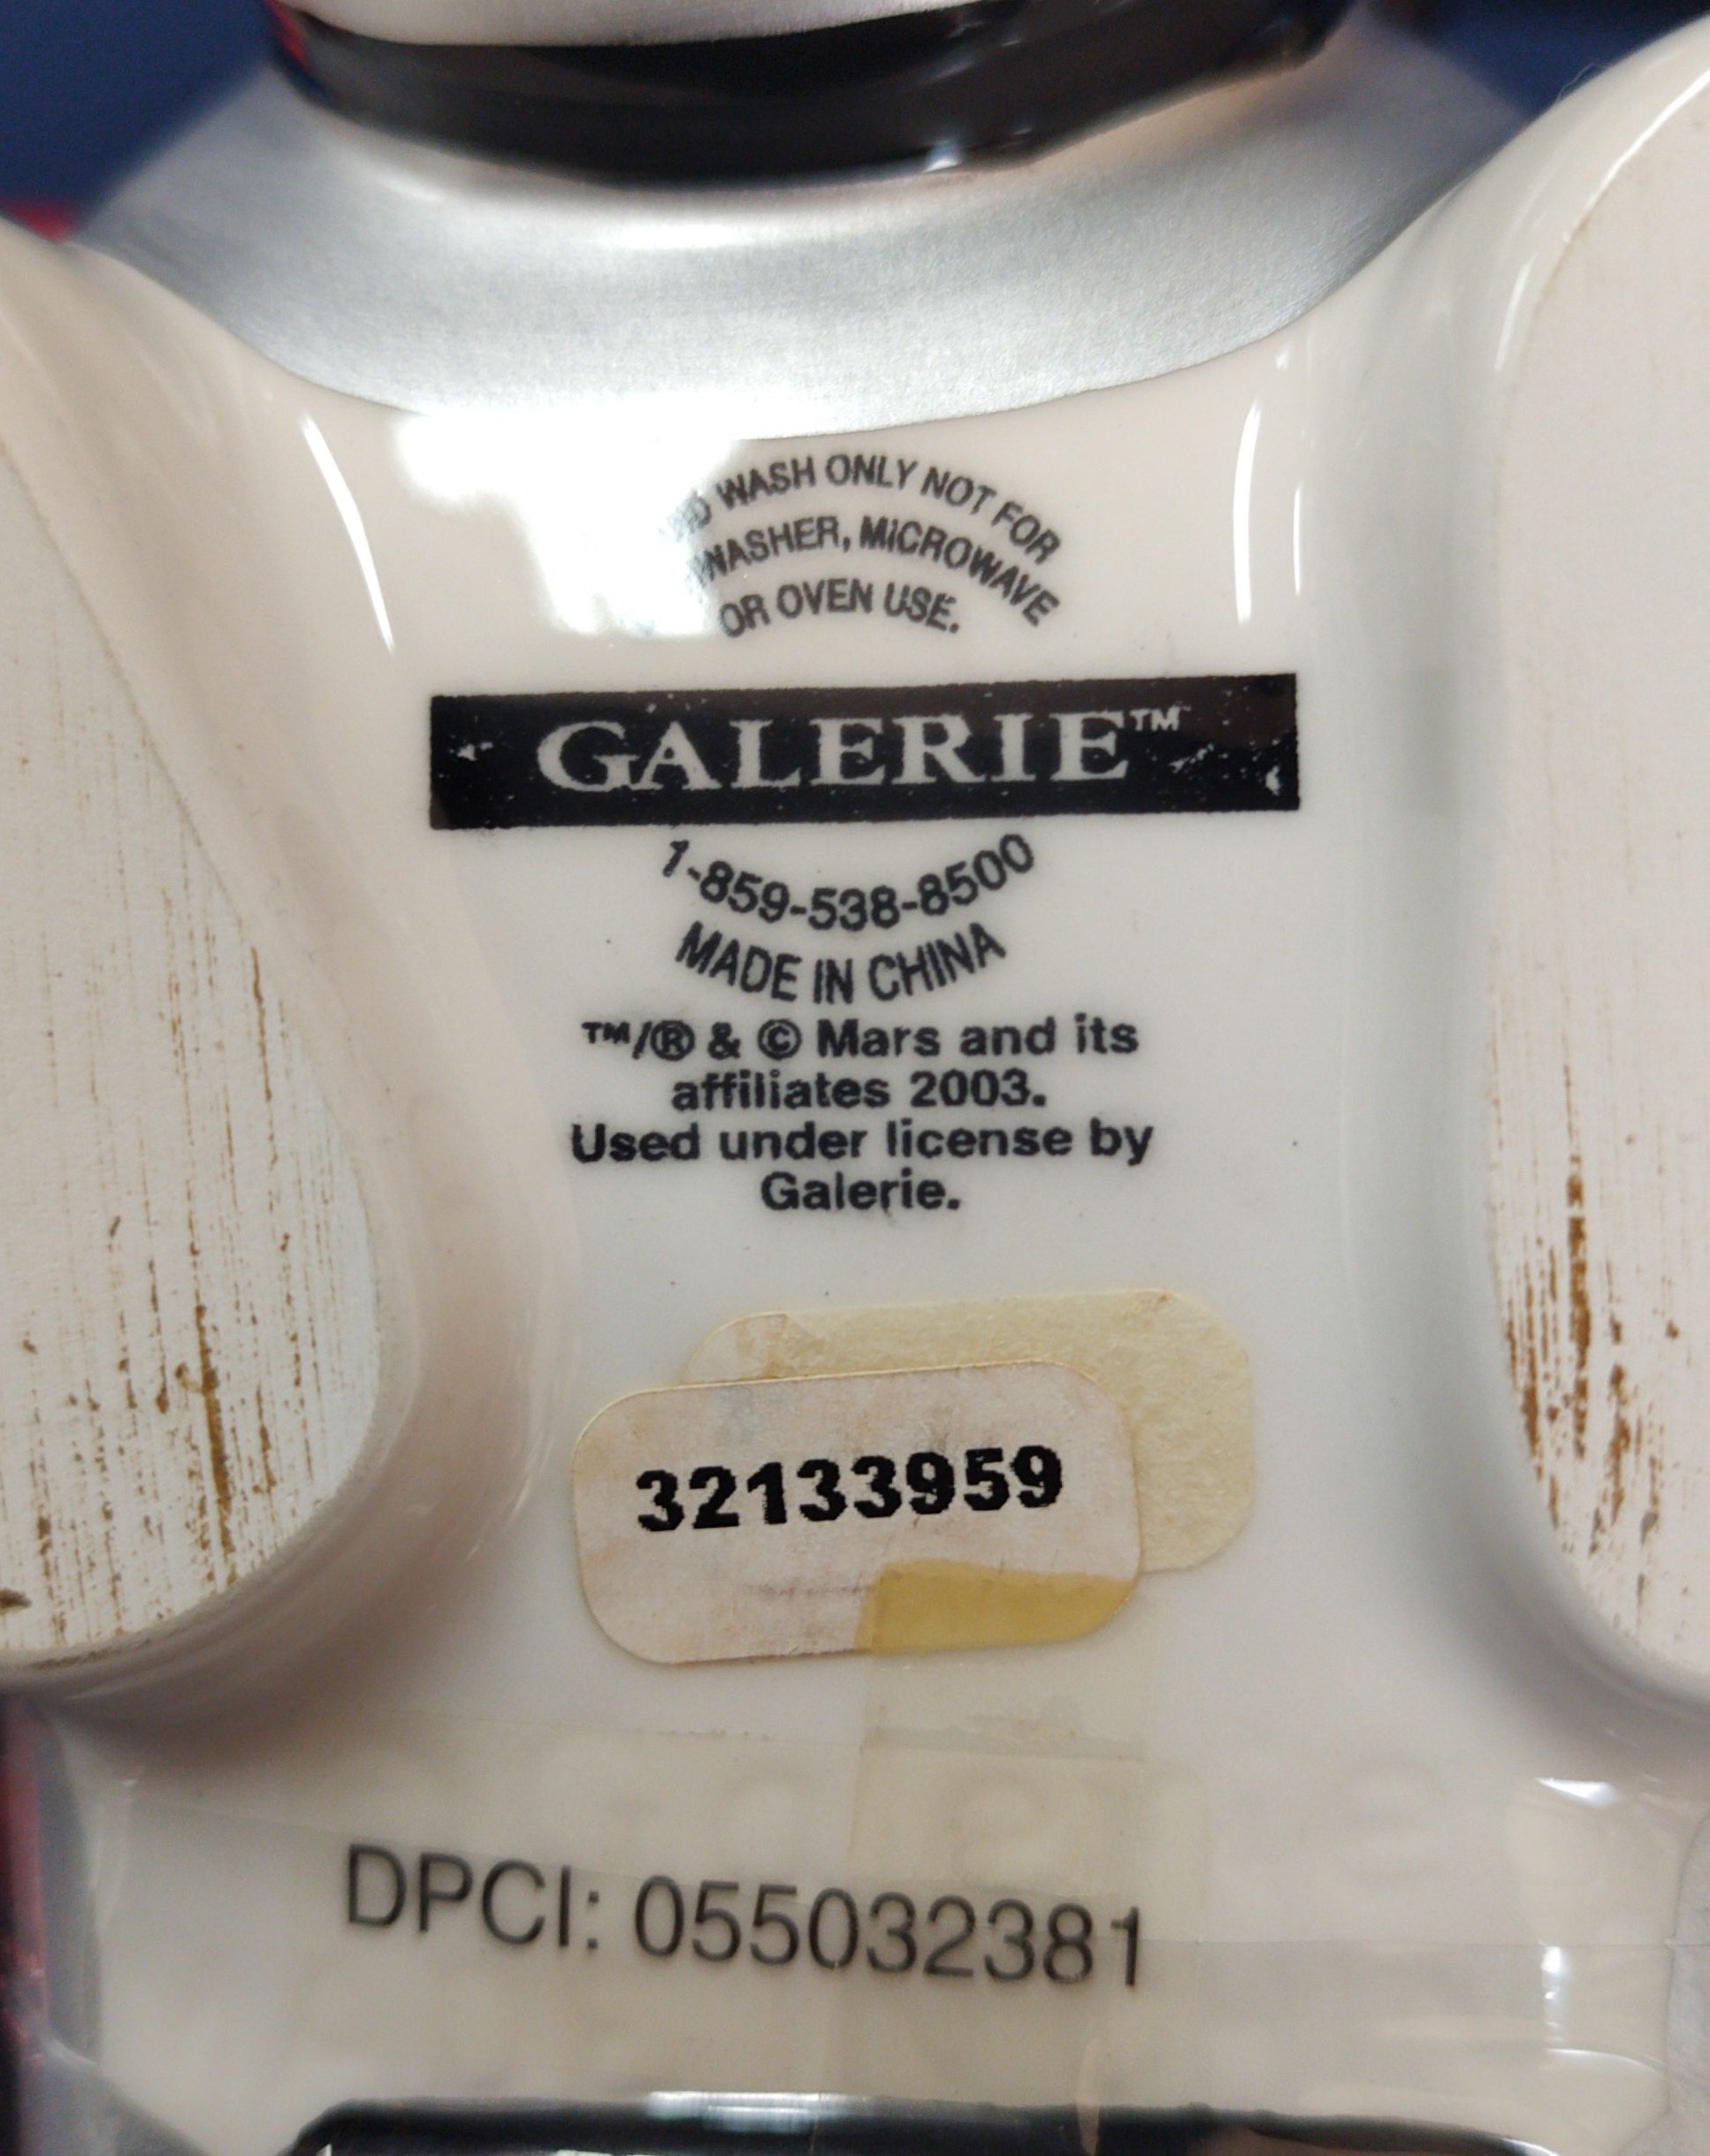 WASH ONLY NOT FOR
WASHER, MICROWAVE
OR OVEN USE.
GALERIE™
1-859-538-8500
MADE IN CHINA
™/® & © Mars and its
affiliates 2003.
Used under license by
Galerie.
32133959
DPCI: 055032381